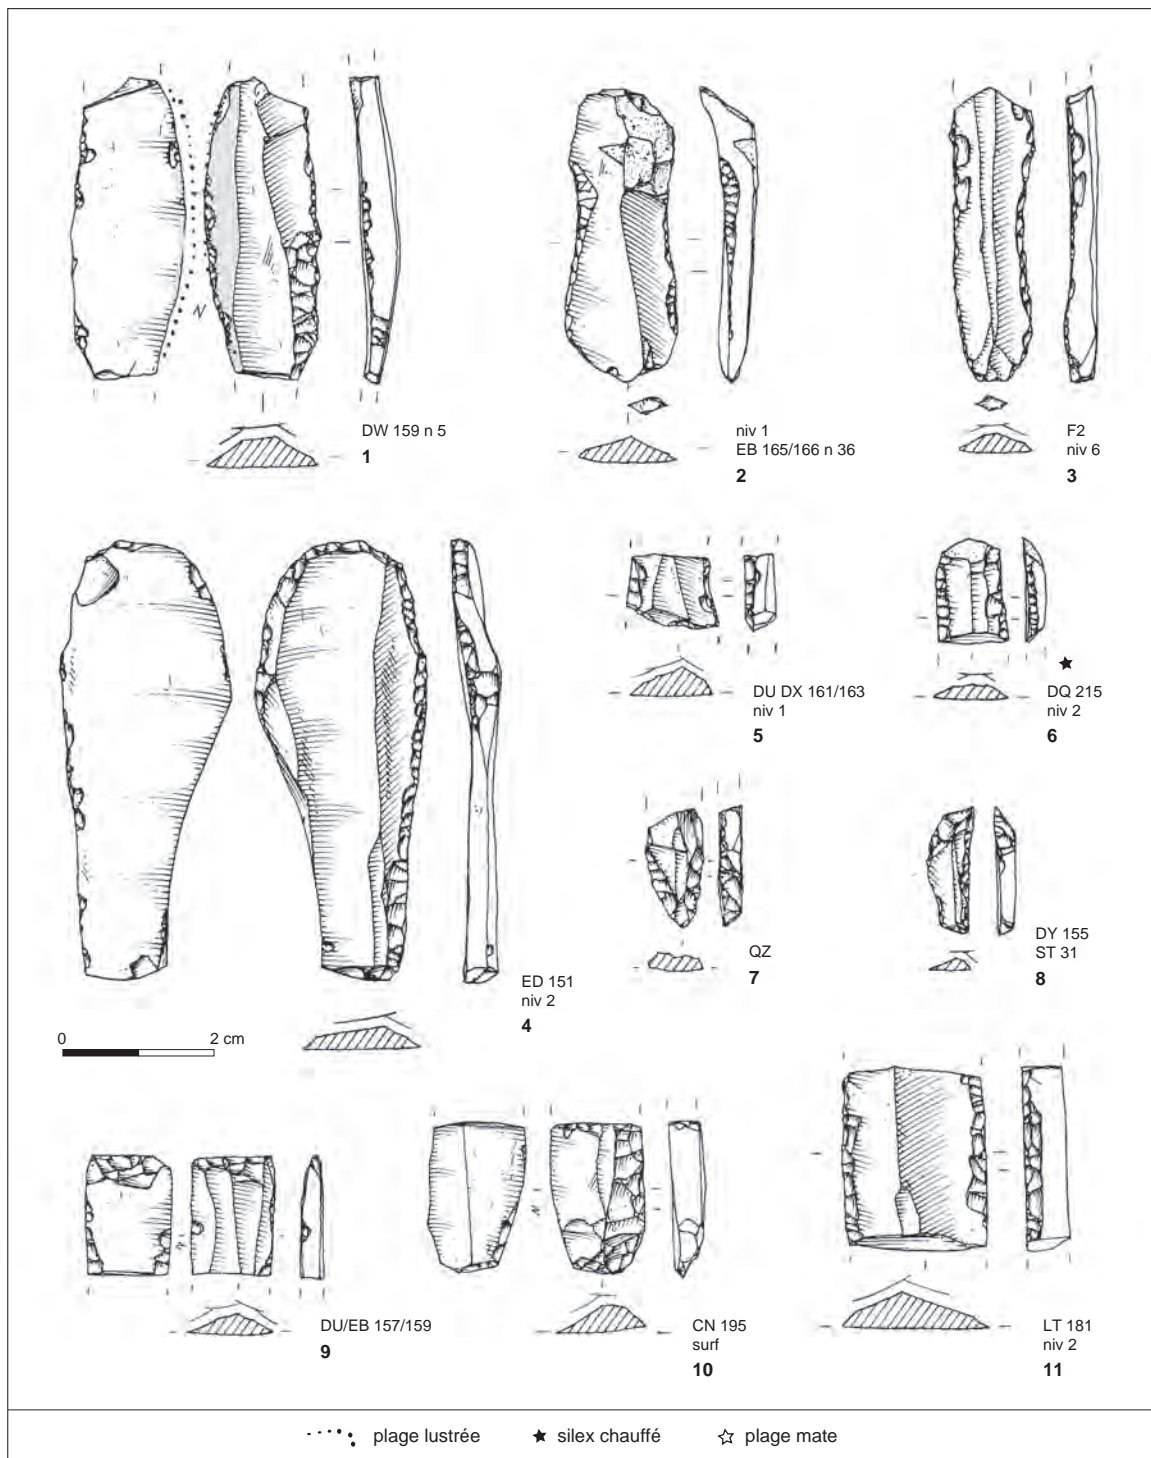 DW 159 n 5
1
niv 1
EB 165/166 n 36
2
F2
niv 6
3
ED 151
niv 2
4
0 2 cm
DU DX 161/163
niv 1
5
DQ 215
niv 2
6
QZ
7
DY 155
ST 31
8
DU/EB 157/159
9
CN 195
surf
10
LT 181
niv 2
11
plage lustrée silex chauffé plage mate